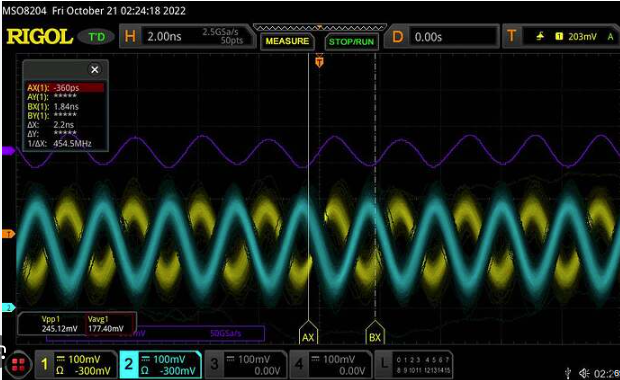 MSO8204 Fri October 21 02:24:18 2022
RIGOL T'D H 2.00ns 2.5GSa/s 50pts MEASURE STOP/RUN D 0.00s T 1 203mV A
T
AX(1): -360ps
AY(1): *****
BX(1): 1.84ns
BY(1): *****
ΔX: 2.2ns
ΔY: *****
1/ΔX: 454.5MHz
T
2
Vpp1 Vavg1
245.12mV 177.40mV
50GSa/s
AX BX
1 100mV 2 100mV 3 100mV 4 100mV L 0 1 2 3 4 5 6 7
Ω -300mV Ω -300mV 0.00V 0.00V 8 9 10 11 12 13 14 15
02:26